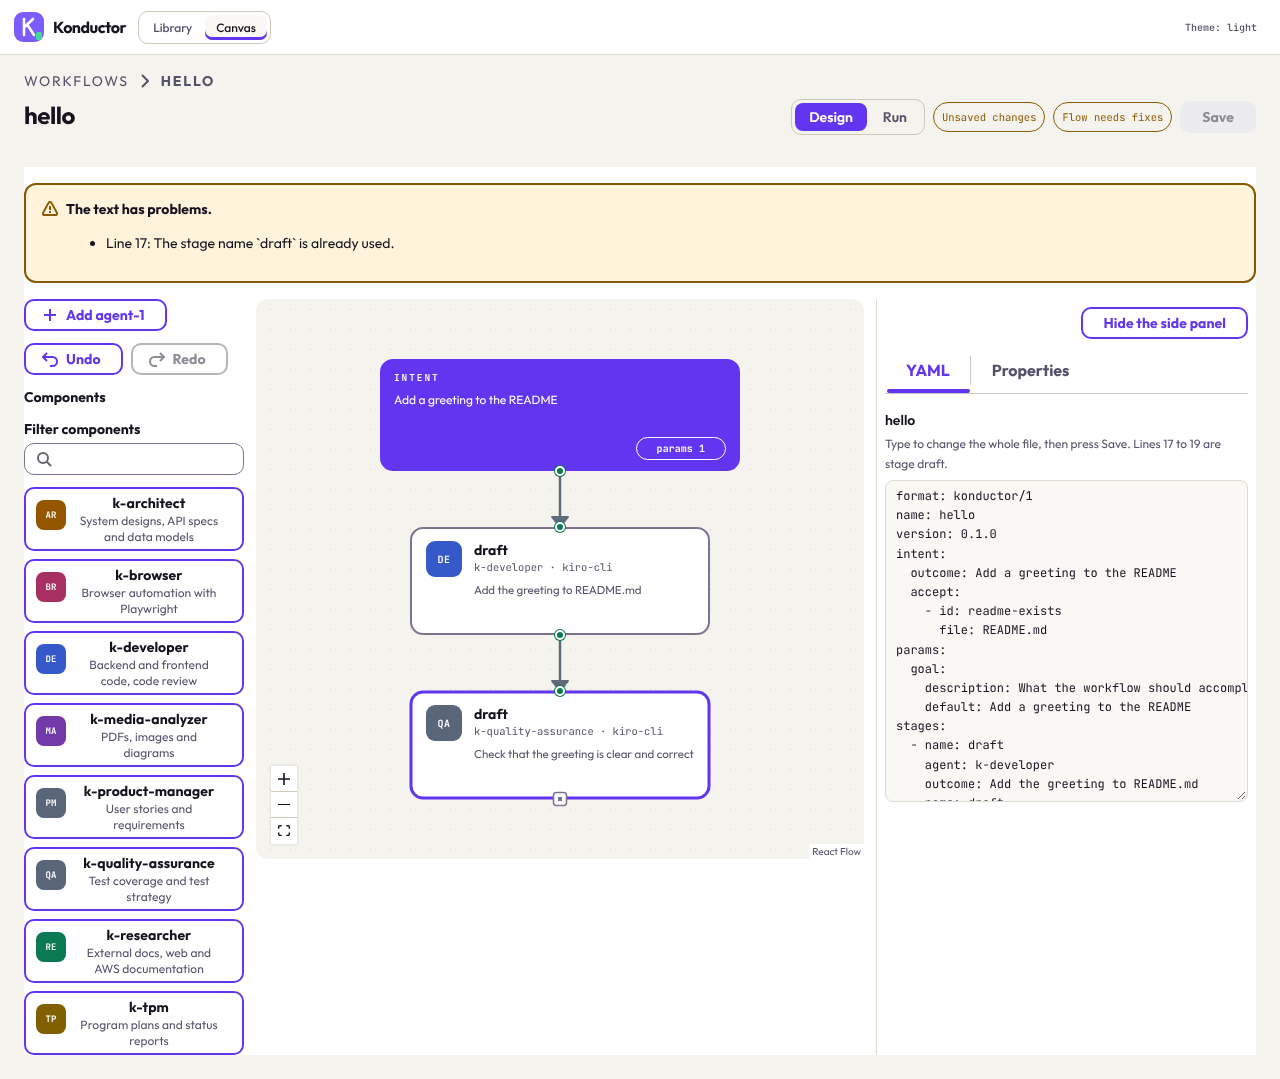 Konductor
Library
Canvas
Theme: light
WORKFLOWS > HELLO
hello
Design
Run
Unsaved changes
Flow needs fixes
Save
The text has problems.
• Line 17: The stage name `draft` is already used.
Add agent-1
Undo
Redo
Components
Filter components
AR
k-architect
System designs, API specs
and data models
BR
k-browser
Browser automation with
Playwright
DE
k-developer
Backend and frontend
code, code review
MA
k-media-analyzer
PDFs, images and
diagrams
PM
k-product-manager
User stories and
requirements
QA
k-quality-assurance
Test coverage and test
strategy
RE
k-researcher
External docs, web and
AWS documentation
TP
k-tpm
Program plans and status
reports
INTENT
Add a greeting to the README
params 1
DE
draft
k-developer · kiro-cli
Add the greeting to README.md
QA
draft
k-quality-assurance · kiro-cli
Check that the greeting is clear and correct
React Flow
Hide the side panel
YAML
Properties
hello
Type to change the whole file, then press Save. Lines 17 to 19 are
stage draft.
format: konductor/1
name: hello
version: 0.1.0
intent:
  outcome: Add a greeting to the README
  accept:
    - id: readme-exists
      file: README.md
params:
  goal:
    description: What the workflow should accompl
    default: Add a greeting to the README
stages:
  - name: draft
    agent: k-developer
    outcome: Add the greeting to README.md